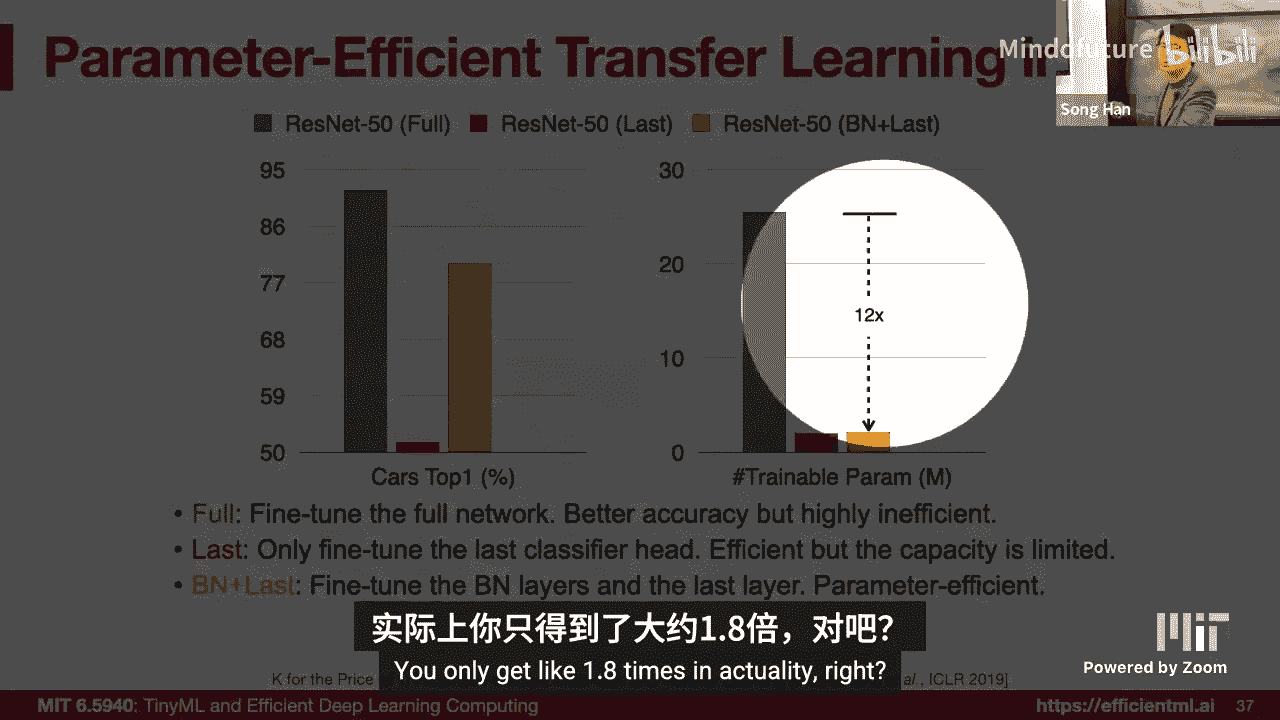 Parameter-Efficient Transfer Learning
Mindofuture bilibili
Song Han
ResNet-50 (Full) ResNet-50 (Last) ResNet-50 (BN+Last)
95
86
77
68
59
50
Cars Top1 (%)
30
20
10
0
12x
#Trainable Param (M)
• Full: Fine-tune the full network. Better accuracy but highly inefficient.
• Last: Only fine-tune the last classifier head. Efficient but the capacity is limited.
• BN+Last: Fine-tune the BN layers and the last layer. Parameter-efficient.
实际上你只得到了大约1.8倍，对吧？
You only get like 1.8 times in actuality, right?
K for the Price al., ICLR 2019]
MIT
Powered by Zoom
MIT 6.5940: TinyML and Efficient Deep Learning Computing https://efficientml.ai 37